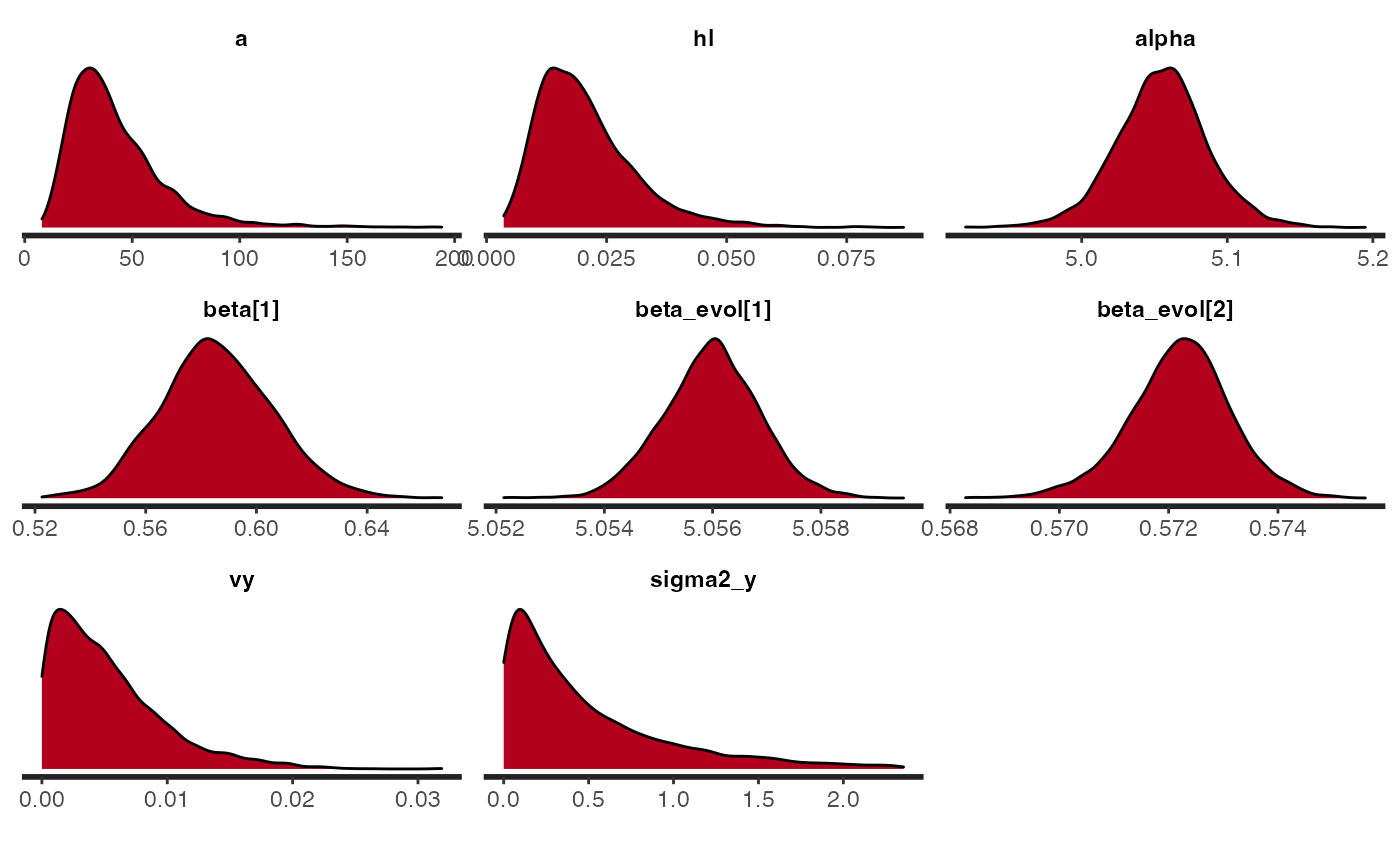 a
hl
alpha
0 50 100 150 200
0.000 0.025 0.050 0.075
5.0 5.1 5.2
beta[1]
beta_evol[1]
beta_evol[2]
0.52 0.56 0.60 0.64
5.052 5.054 5.056 5.058
0.568 0.570 0.572 0.574
vy
sigma2_y
0.00 0.01 0.02 0.03
0.0 0.5 1.0 1.5 2.0